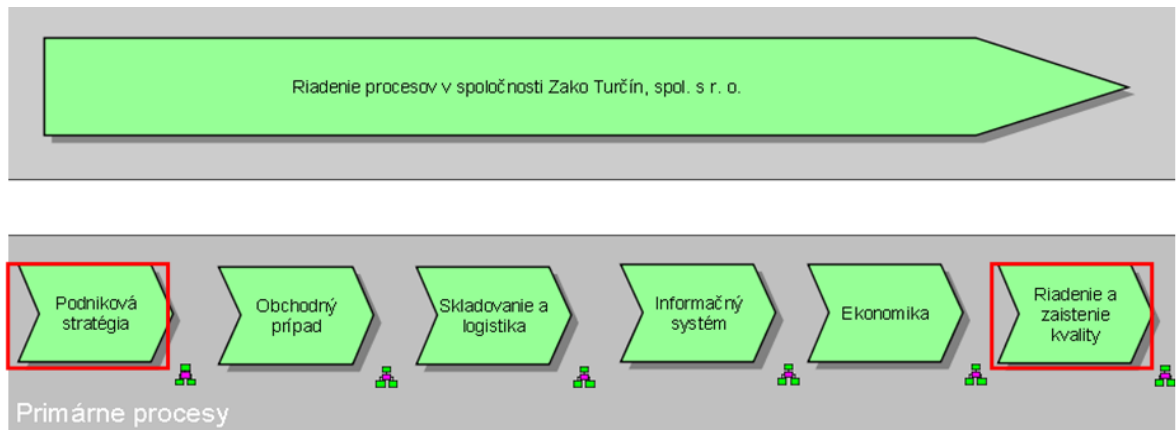 Riadenie procesov v spoločnosti Zako Turčín, spol. s r. o.
Podniková
stratégia
Obchodný
prípad
Skladovanie a
logistika
Informačný
systém
Ekonomika
Riadenie a
zaistenie
kvality
Primárne procesy